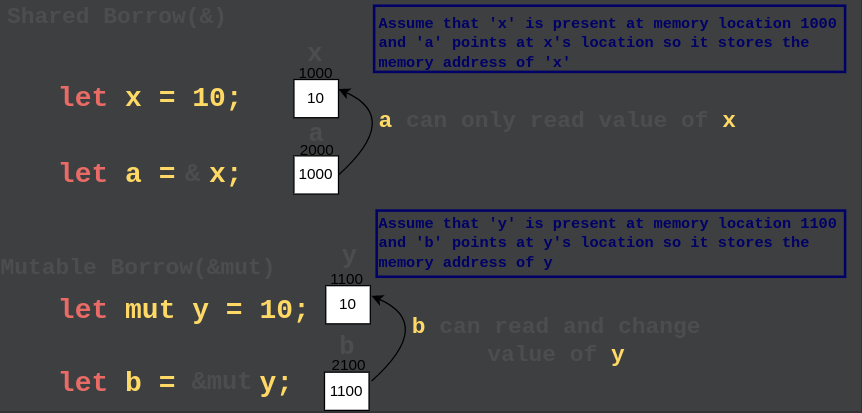 Shared Borrow(&)
Assume that 'x' is present at memory location 1000
and 'a' points at x's location so it stores the
memory address of 'x'
x
1000
let x = 10;
10
a can only read value of x
a
2000
let a = & x;
1000
Assume that 'y' is present at memory location 1100
and 'b' points at y's location so it stores the
memory address of y
Mutable Borrow(&mut)
y
1100
let mut y = 10;
10
b can read and change
value of y
b
2100
let b = &mut y;
1100